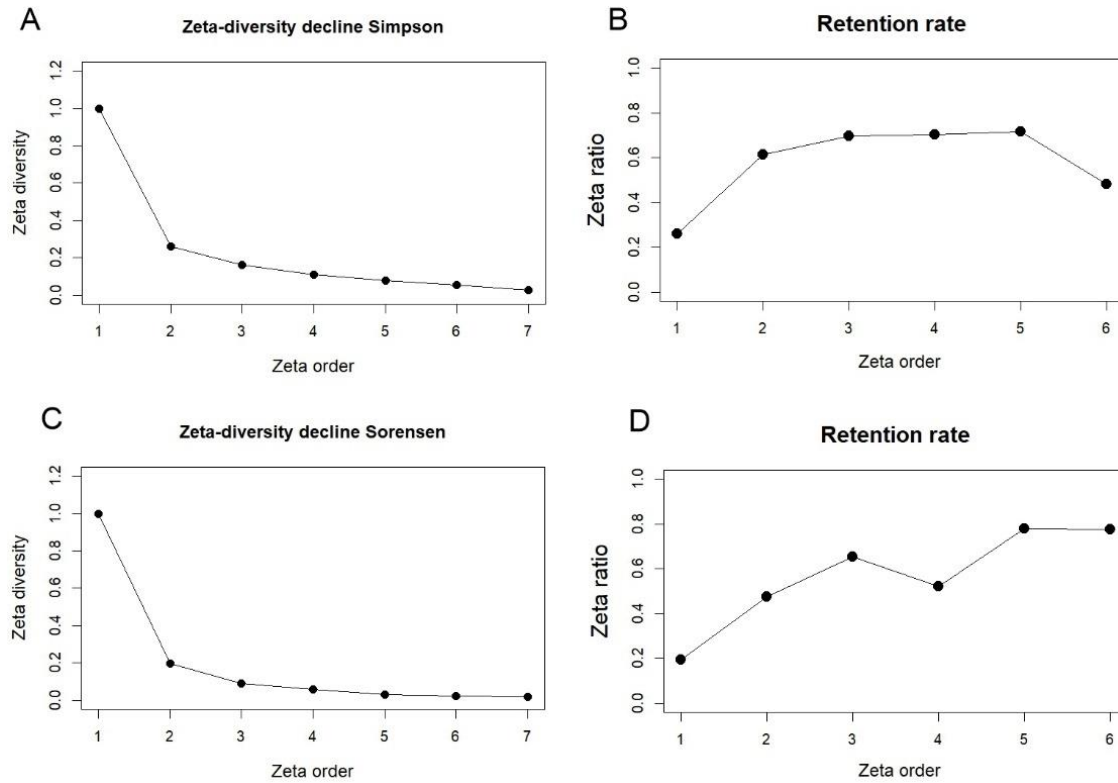 A
Zeta-diversity decline Simpson
Zeta diversity
1.2
1.0
0.8
0.6
0.4
0.2
0.0
1 2 3 4 5 6 7
Zeta order
B
Retention rate
Zeta ratio
1.0
0.8
0.6
0.4
0.2
0.0
1 2 3 4 5 6
Zeta order
C
Zeta-diversity decline Sorensen
Zeta diversity
1.2
1.0
0.8
0.6
0.4
0.2
0.0
1 2 3 4 5 6 7
Zeta order
D
Retention rate
Zeta ratio
1.0
0.8
0.6
0.4
0.2
0.0
1 2 3 4 5 6
Zeta order